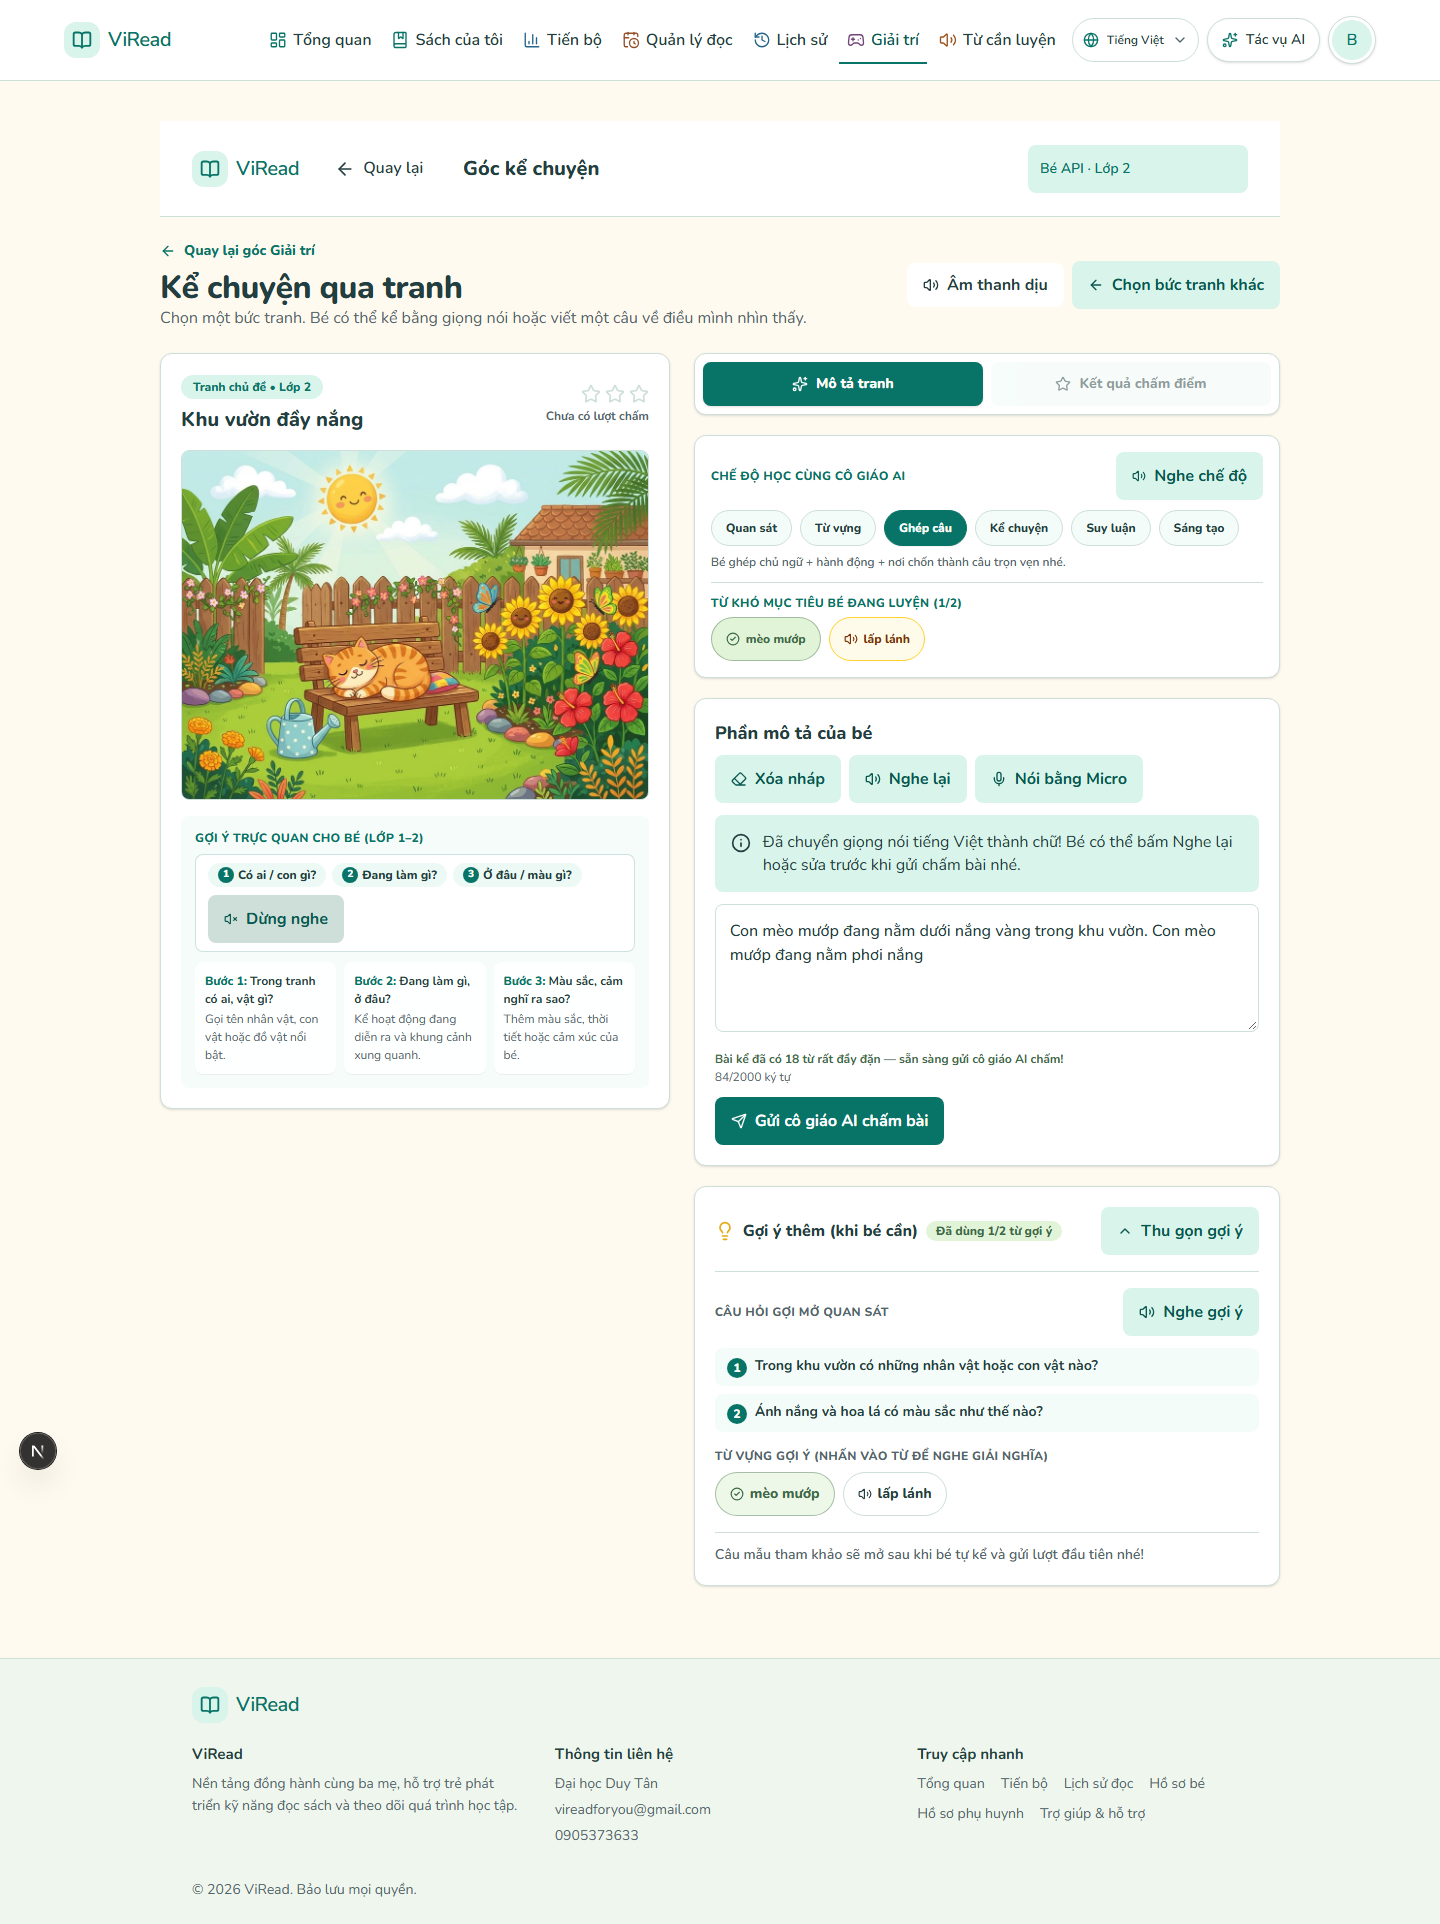 ViRead
Tổng quan
Sách của tôi
Tiến bộ
Quản lý đọc
Lịch sử
Giải trí
Từ cần luyện
Tiếng Việt
Tác vụ AI
B
ViRead
Quay lại
Góc kể chuyện
Bé API · Lớp 2
Quay lại góc Giải trí
Kể chuyện qua tranh
Chọn một bức tranh. Bé có thể kể bằng giọng nói hoặc viết một câu về điều mình nhìn thấy.
Âm thanh dịu
Chọn bức tranh khác
Tranh chủ đề • Lớp 2
Khu vườn đầy nắng
Chưa có lượt chấm
GỢI Ý TRỰC QUAN CHO BÉ (LỚP 1–2)
1 Có ai / con gì?
2 Đang làm gì?
3 Ở đâu / màu gì?
Dừng nghe
Bước 1: Trong tranh
có ai, vật gì?
Gọi tên nhân vật, con
vật hoặc đồ vật nổi
bật.
Bước 2: Đang làm gì,
ở đâu?
Kể hoạt động đang
diễn ra và khung cảnh
xung quanh.
Bước 3: Màu sắc, cảm
nghĩ ra sao?
Thêm màu sắc, thời
tiết hoặc cảm xúc của
bé.
Mô tả tranh
Kết quả chấm điểm
CHẾ ĐỘ HỌC CÙNG CÔ GIÁO AI
Nghe chế độ
Quan sát
Từ vựng
Ghép câu
Kể chuyện
Suy luận
Sáng tạo
Bé ghép chủ ngữ + hành động + nơi chốn thành câu trọn vẹn nhé.
TỪ KHÓ MỤC TIÊU BÉ ĐANG LUYỆN (1/2)
mèo mướp
lấp lánh
Phần mô tả của bé
Xóa nháp
Nghe lại
Nói bằng Micro
Đã chuyển giọng nói tiếng Việt thành chữ! Bé có thể bấm Nghe lại
hoặc sửa trước khi gửi chấm bài nhé.
Con mèo mướp đang nằm dưới nắng vàng trong khu vườn. Con mèo
mướp đang nằm phơi nắng
Bài kể đã có 18 từ rất đầy đặn — sẵn sàng gửi cô giáo AI chấm!
84/2000 ký tự
Gửi cô giáo AI chấm bài
Gợi ý thêm (khi bé cần)
Đã dùng 1/2 từ gợi ý
Thu gọn gợi ý
CÂU HỎI GỢI MỞ QUAN SÁT
Nghe gợi ý
1 Trong khu vườn có những nhân vật hoặc con vật nào?
2 Ánh nắng và hoa lá có màu sắc như thế nào?
TỪ VỰNG GỢI Ý (NHẤN VÀO TỪ ĐỂ NGHE GIẢI NGHĨA)
mèo mướp
lấp lánh
Câu mẫu tham khảo sẽ mở sau khi bé tự kể và gửi lượt đầu tiên nhé!
N
ViRead
ViRead
Nền tảng đồng hành cùng ba mẹ, hỗ trợ trẻ phát
triển kỹ năng đọc sách và theo dõi quá trình học tập.
Thông tin liên hệ
Đại học Duy Tân
vireadforyou@gmail.com
0905373633
Truy cập nhanh
Tổng quan
Tiến bộ
Lịch sử đọc
Hồ sơ bé
Hồ sơ phụ huynh
Trợ giúp & hỗ trợ
© 2026 ViRead. Bảo lưu mọi quyền.